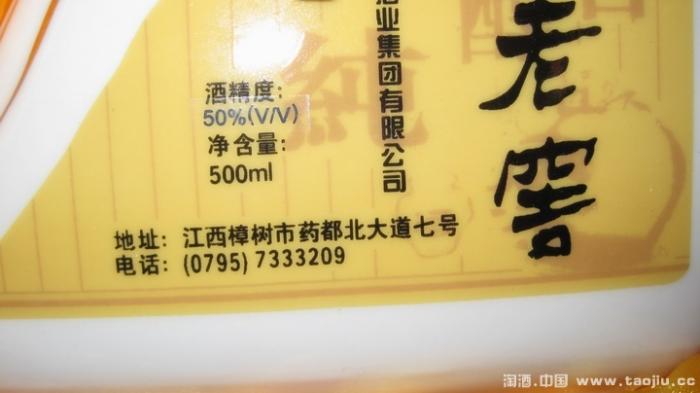 老窖
酒业集团有限公司
酒精度:
50%(V/V)
净含量:
500ml
地址: 江西樟树市药都北大道七号
电话: (0795) 7333209
淘酒.中国 www.taojiu.cc